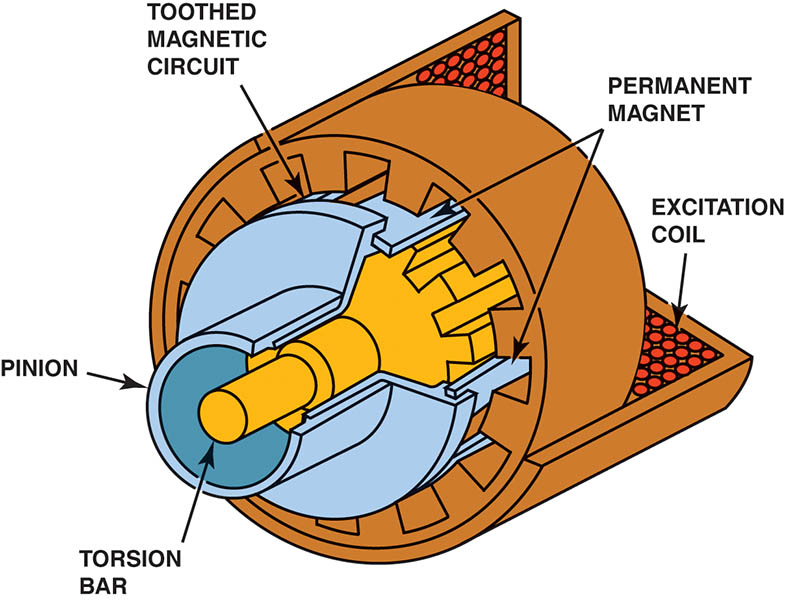 TOOTHED
MAGNETIC
CIRCUIT
PERMANENT
MAGNET
EXCITATION
COIL
PINION
TORSION
BAR